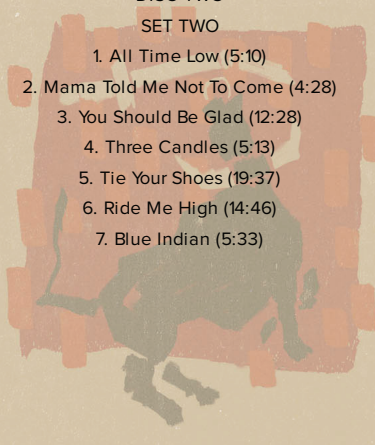 DISC TWO
SET TWO
1. All Time Low (5:10)
2. Mama Told Me Not To Come (4:28)
3. You Should Be Glad (12:28)
4. Three Candles (5:13)
5. Tie Your Shoes (19:37)
6. Ride Me High (14:46)
7. Blue Indian (5:33)